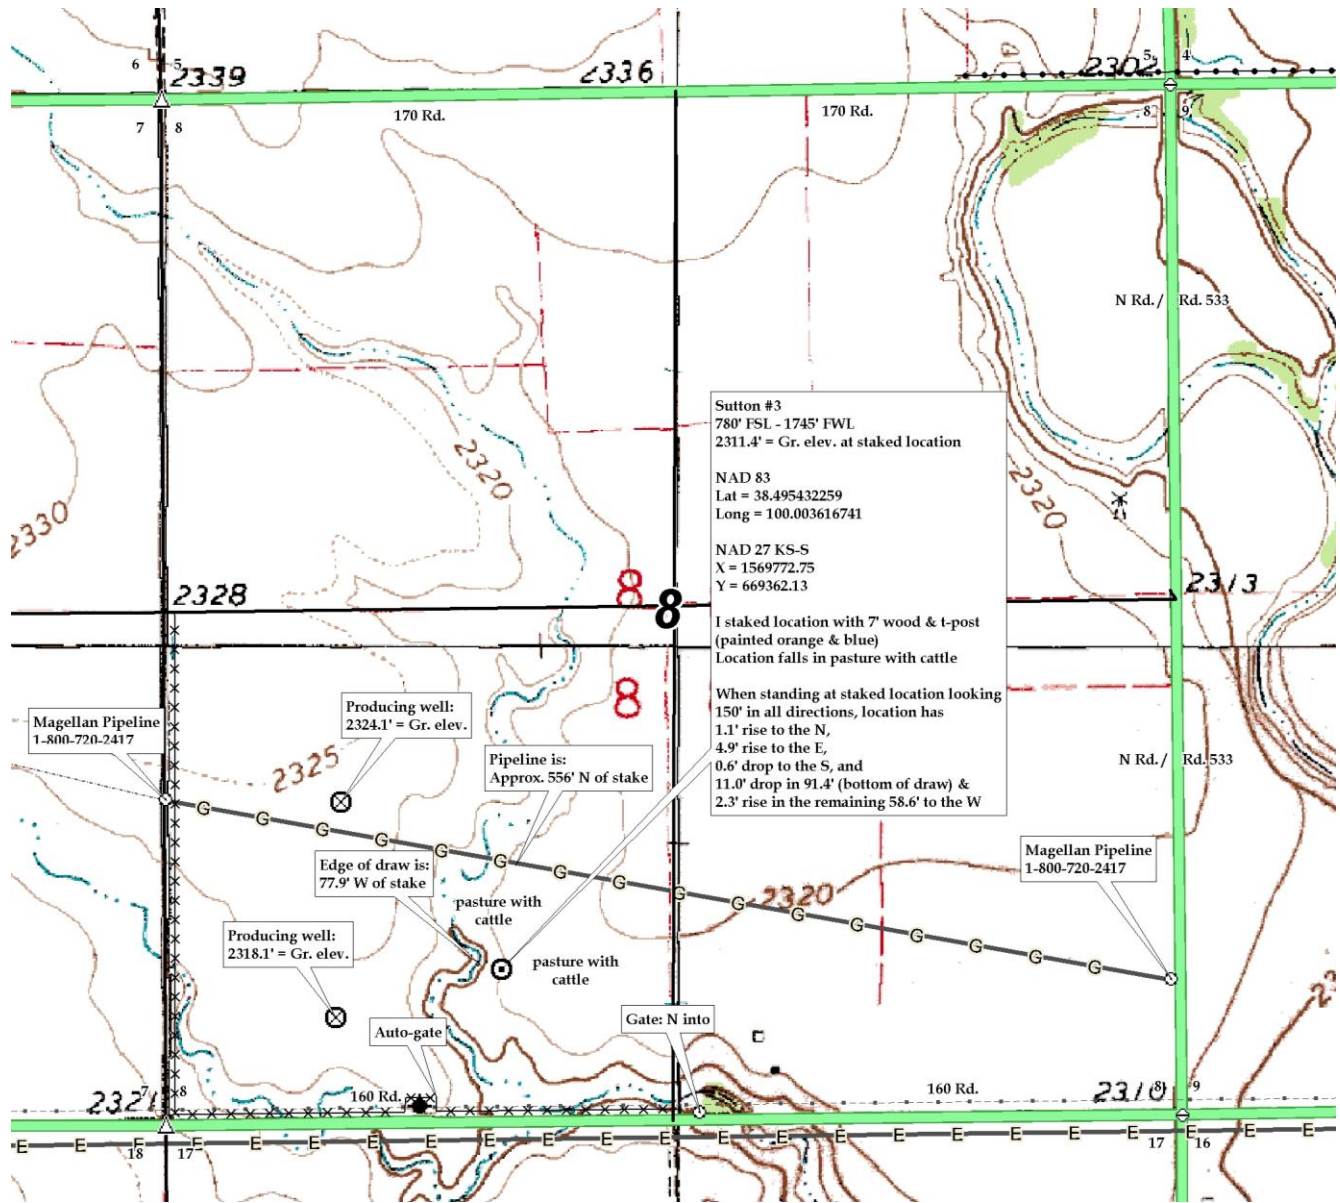 6 5
2339
2336
2302
5 4
170 Rd.
170 Rd.
7 8
8 9
N Rd./ Rd. 533
Sutton #3
780' FSL - 1745' FWL
2311.4' = Gr. elev. at staked location
NAD 83
Lat = 38.495432259
Long = 100.003616741
NAD 27 KS-S
X = 1569772.75
Y = 669362.13
I staked location with 7' wood & t-post
(painted orange & blue)
Location falls in pasture with cattle
When standing at staked location looking
150' in all directions, location has
1.1' rise to the N,
4.9' rise to the E,
0.6' drop to the S, and
11.0' drop in 91.4' (bottom of draw) &
2.3' rise in the remaining 58.6' to the W
2320
2320
2330
2328
8
8
2313
8
Magellan Pipeline
1-800-720-2417
Producing well:
2324.1' = Gr. elev.
2325
Pipeline is:
Approx. 556' N of stake
N Rd./ Rd. 533
G G G G G G G G G G G G G G G G
Edge of draw is:
77.9' W of stake
2320
Magellan Pipeline
1-800-720-2417
pasture with
cattle
pasture with
cattle
Producing well:
2318.1' = Gr. elev.
Auto-gate
Gate: N into
7 8
160 Rd.
160 Rd.
2310
8 9
E E E E E E E E E E E E E E E E E E E E E E
18 17
17 16